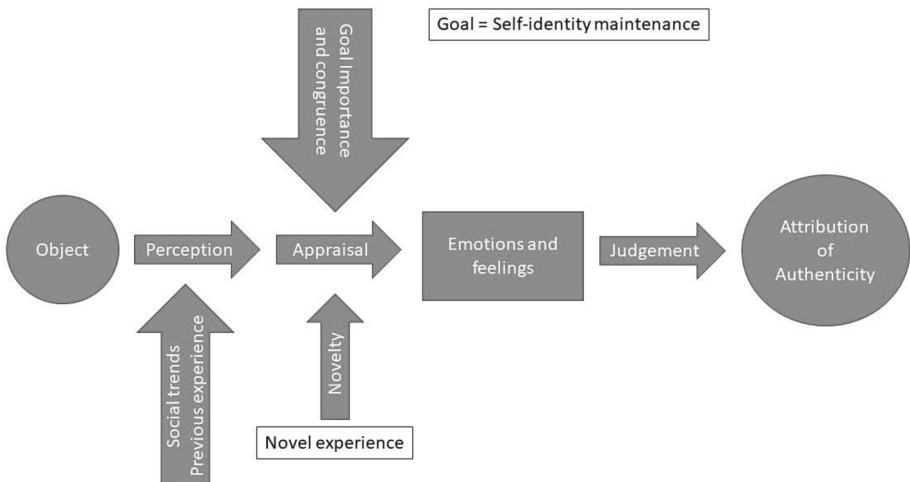 Goal = Self-identity maintenance
Goal Importance
and congruence
Object
Perception
Appraisal
Emotions and
feelings
Judgement
Attribution
of
Authenticity
Social trends
Previous experience
Novelty
Novel experience